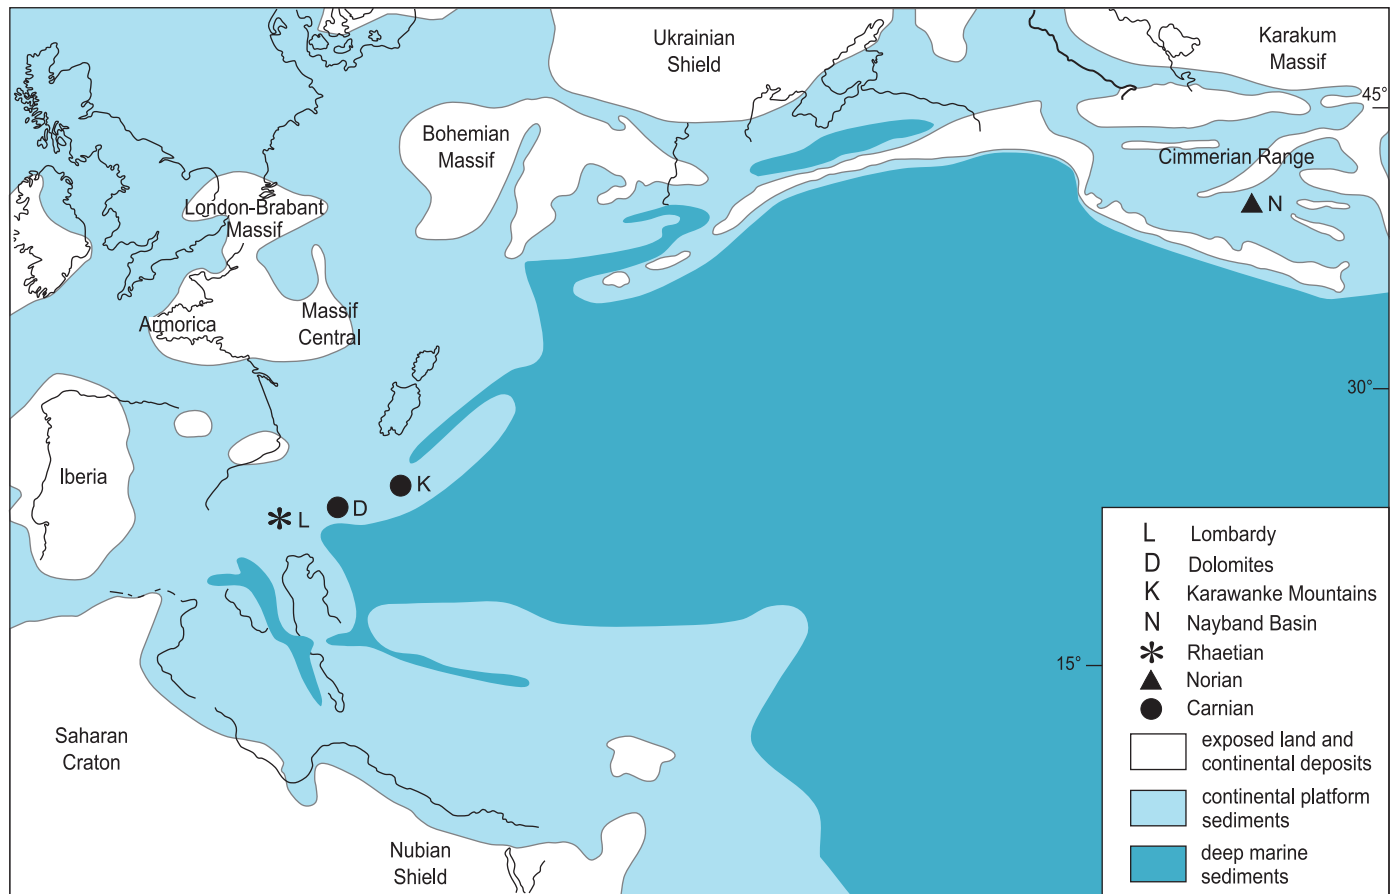 Ukrainian
Shield
Karakum
Massif
45°
Bohemian
Massif
Cimmerian Range
N
London-Brabant
Massif
Armorica
Massif
Central
30°
Iberia
K
D
L
15°
Saharan
Craton
Nubian
Shield
L Lombardy
D Dolomites
K Karawanke Mountains
N Nayband Basin
Rhaetian
Norian
Carnian
exposed land and
continental deposits
continental platform
sediments
deep marine
sediments